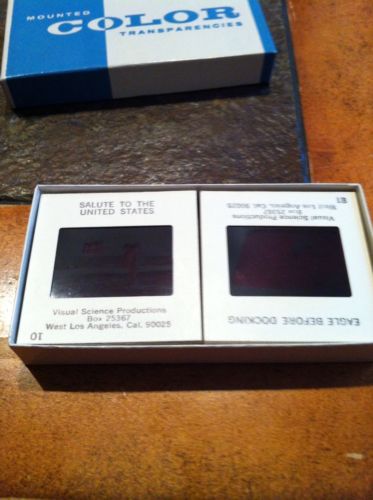 MOUNTED
COLOR
TRANSPARENCIES
SALUTE TO THE
UNITED STATES
Visual Science Productions
Box 25367
West Los Angeles, Cal. 90025
10
EAGLE BEFORE DOCKING
Visual Science Productions
Box 25367
West Los Angeles, Cal. 90025